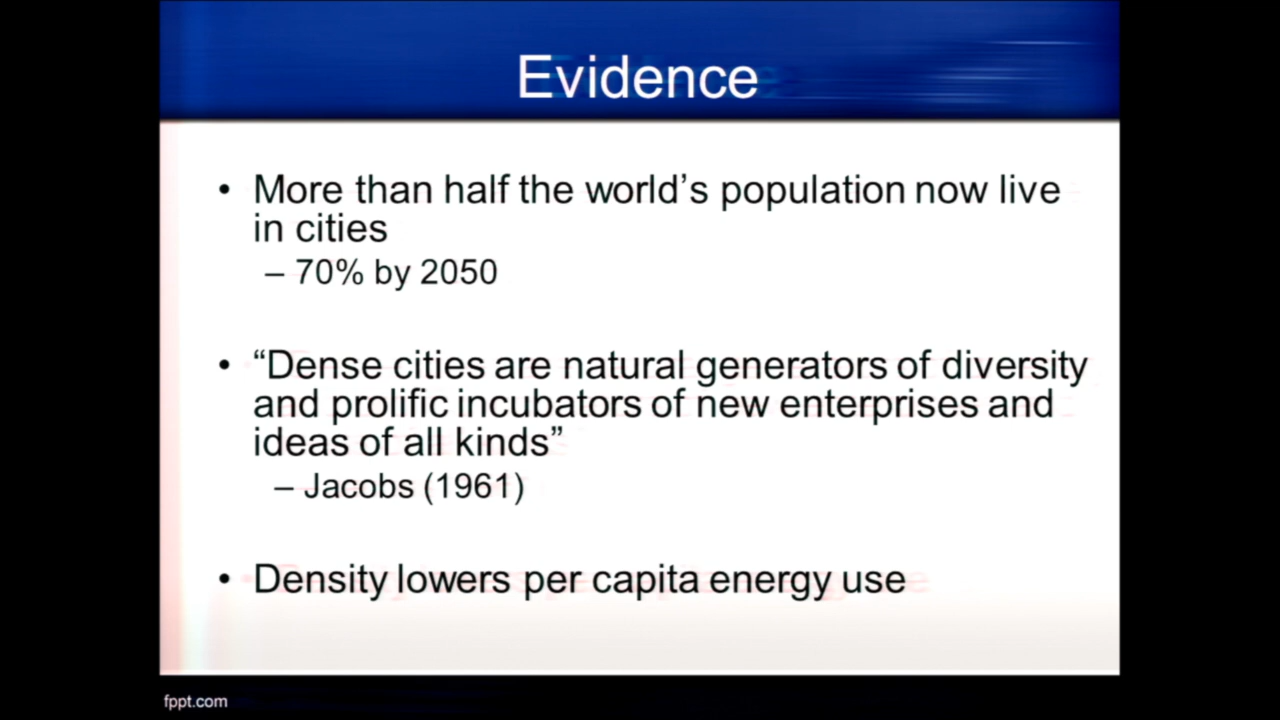 Evidence
• More than half the world’s population now live
in cities
– 70% by 2050
• “Dense cities are natural generators of diversity
and prolific incubators of new enterprises and
ideas of all kinds”
– Jacobs (1961)
• Density lowers per capita energy use
fppt.com